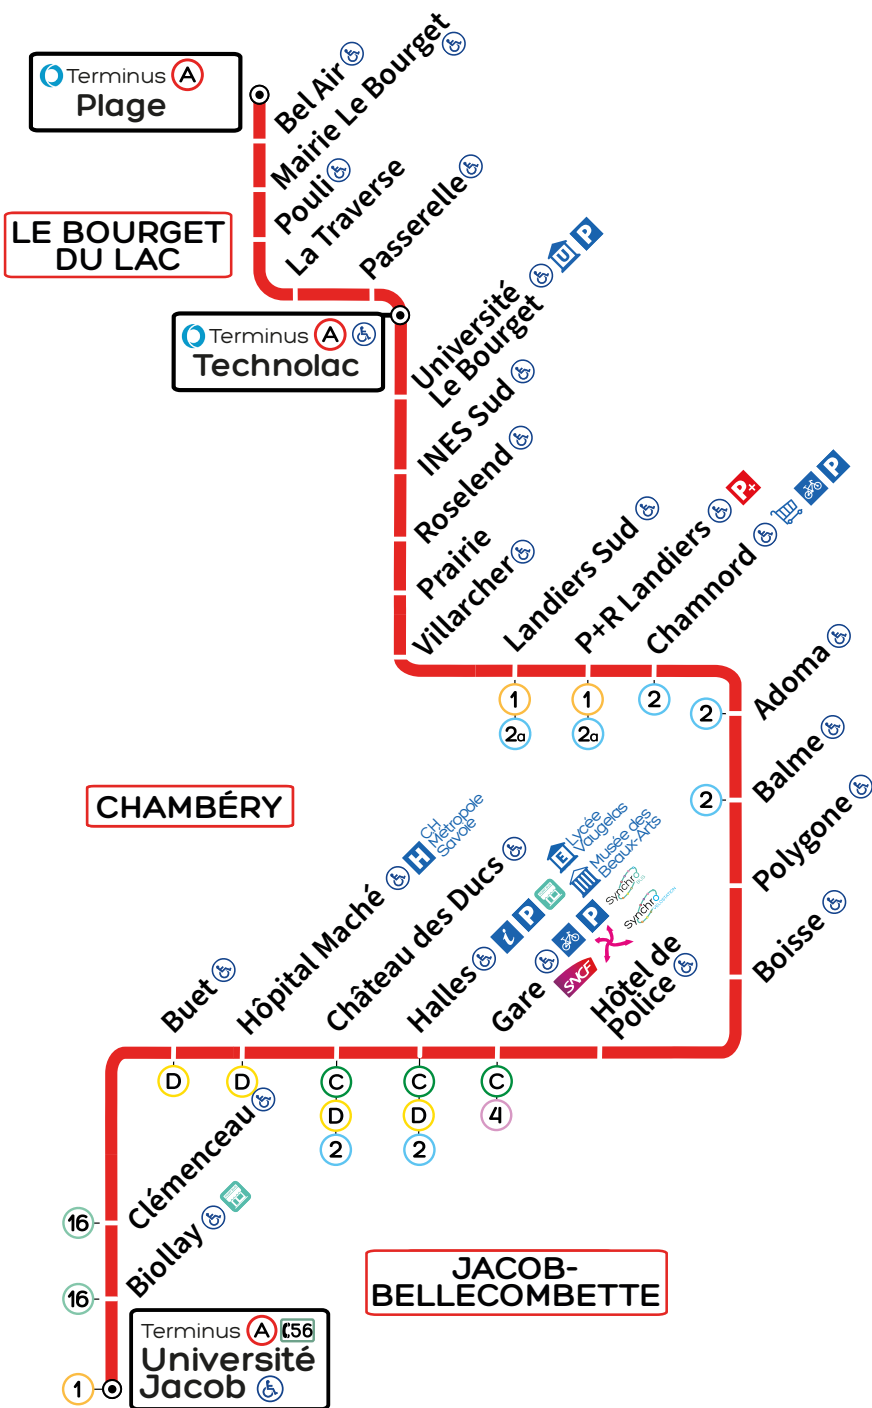 Terminus A
Plage
Bel Air
Mairie Le Bourget
Pouli
La Traverse
Passerelle
LE BOURGET
DU LAC
Terminus A
Technolac
Université
Le Bourget
U P
INES Sud
Roselend
Prairie
Villarcher
Landiers Sud
1
2a
P+R Landiers
P+
1
2a
Chamnord
P
2
Adoma
2
Balme
2
Polygone
Boisse
CHAMBÉRY
Hôtel de
Police
Gare
P
SNCF
Synchro
Synchro
C
4
Halles
i P
E Lycée
Vaugelas
Musée des
Beaux-Arts
C
D
2
Château des Ducs
C
D
2
Hôpital Maché
H CH
Métropole
Savoie
D
Buet
D
Clémenceau
16
Biollay
16
JACOB-
BELLECOMBETTE
Terminus A C56
Université
Jacob
1